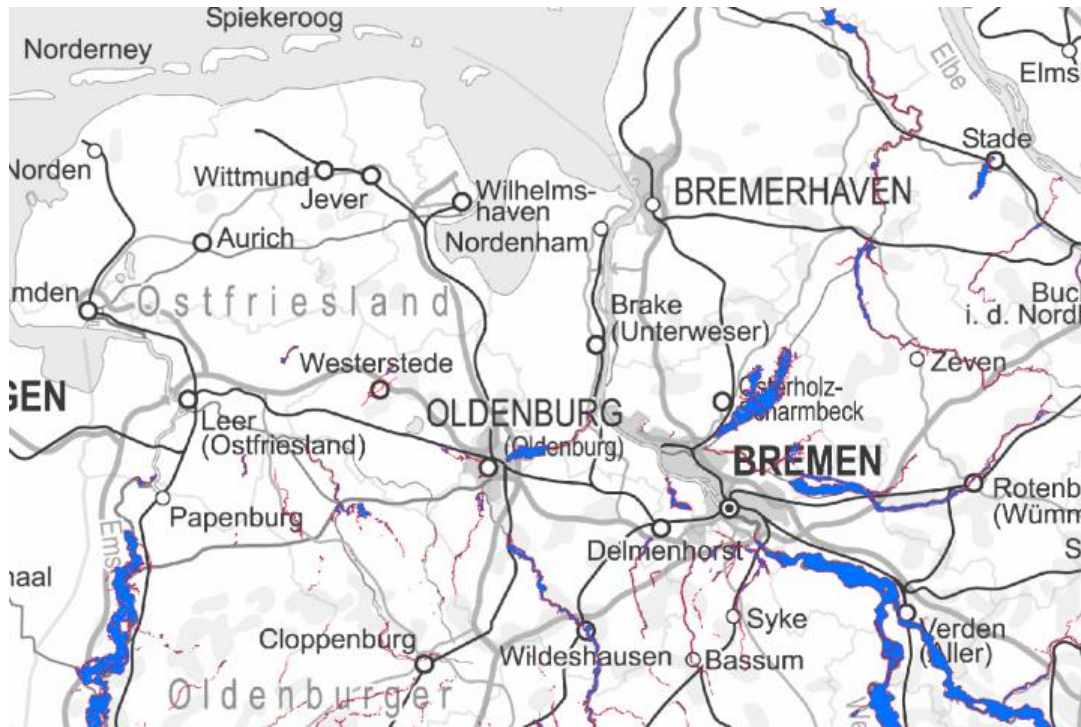 Spiekeroog
Norderney
Elbe
Elms
Stade
Norden
Wittmund
Jever
Wilhelms-
haven
BREMERHAVEN
Nordenham
Aurich
mden
Ostfriesland
Brake
(Unterweser)
Buc
i. d. Nordl
Westerstede
Zeven
GEN
Leer
(Ostfriesland)
OLDENBURG
(Oldenburg)
Osterholz-
Scharmbeck
BREMEN
Papenburg
Rotenb
(Wümm
Ems
Delmenhorst
S
naal
Syke
Verden
(Aller)
Cloppenburg
Wildeshausen
Bassum
Oldenburger
We